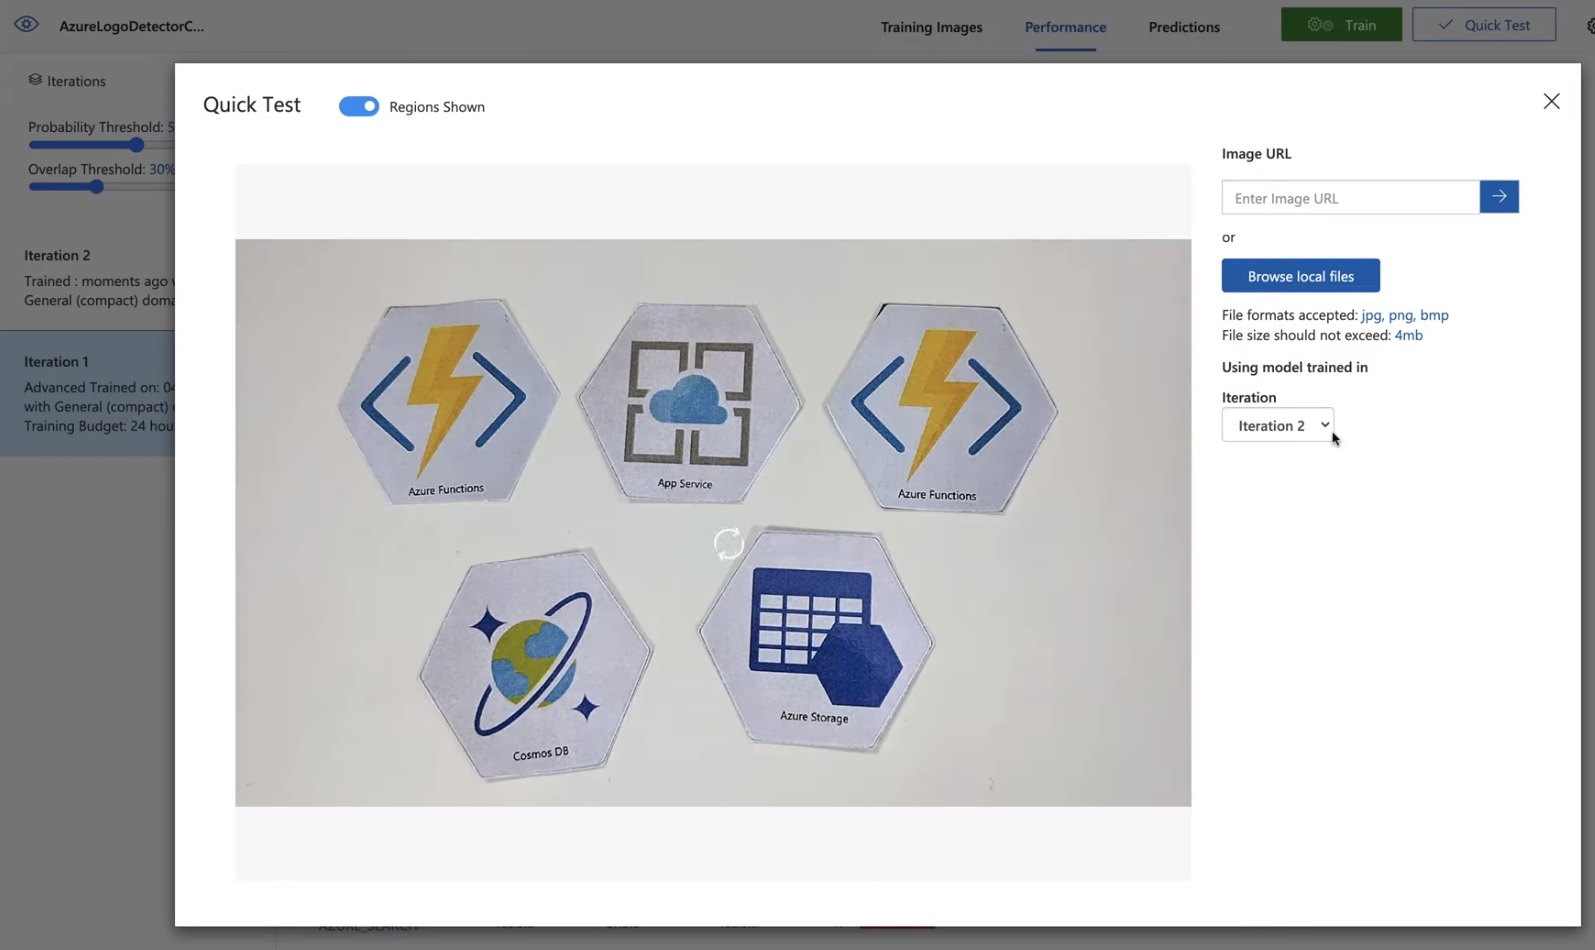 AzureLogoDetectorC...
Training Images
Performance
Predictions
Train
Quick Test
Iterations
Probability Threshold: 5
Overlap Threshold: 30%
Iteration 2
Trained : moments ago
General (compact)
Iteration 1
Advanced Trained on: 04
with General (compact)
Training Budget: 24
Quick Test
Regions Shown
Azure Functions
App Service
Azure Functions
Cosmos DB
Azure Storage
Image URL
Enter Image URL
or
Browse local files
File formats accepted: jpg, png, bmp
File size should not exceed: 4mb
Using model trained in
Iteration
Iteration 2
AZURE_SEARCH